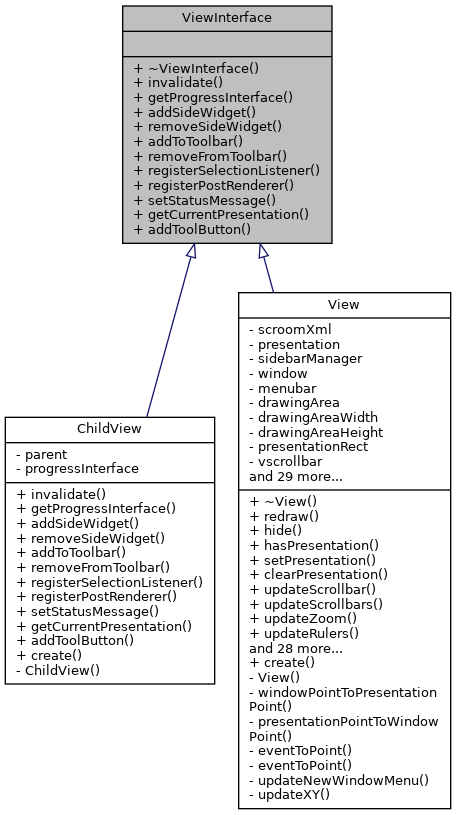 ViewInterface
+ ~ViewInterface()
+ invalidate()
+ getProgressInterface()
+ addSideWidget()
+ removeSideWidget()
+ addToToolbar()
+ removeFromToolbar()
+ registerSelectionListener()
+ registerPostRenderer()
+ setStatusMessage()
+ getCurrentPresentation()
+ addToolButton()
ChildView
- parent
- progressInterface
+ invalidate()
+ getProgressInterface()
+ addSideWidget()
+ removeSideWidget()
+ addToToolbar()
+ removeFromToolbar()
+ registerSelectionListener()
+ registerPostRenderer()
+ setStatusMessage()
+ getCurrentPresentation()
+ addToolButton()
+ create()
- ChildView()
View
- scroomXml
- presentation
- sidebarManager
- window
- menubar
- drawingArea
- drawingAreaWidth
- drawingAreaHeight
- presentationRect
- vscrollbar
and 29 more...
+ ~View()
+ redraw()
+ hide()
+ hasPresentation()
+ setPresentation()
+ clearPresentation()
+ updateScrollbar()
+ updateScrollbars()
+ updateZoom()
+ updateRulers()
and 28 more...
+ create()
- View()
- windowPointToPresentation
Point()
- presentationPointToWindow
Point()
- eventToPoint()
- eventToPoint()
- updateNewWindowMenu()
- updateXY()